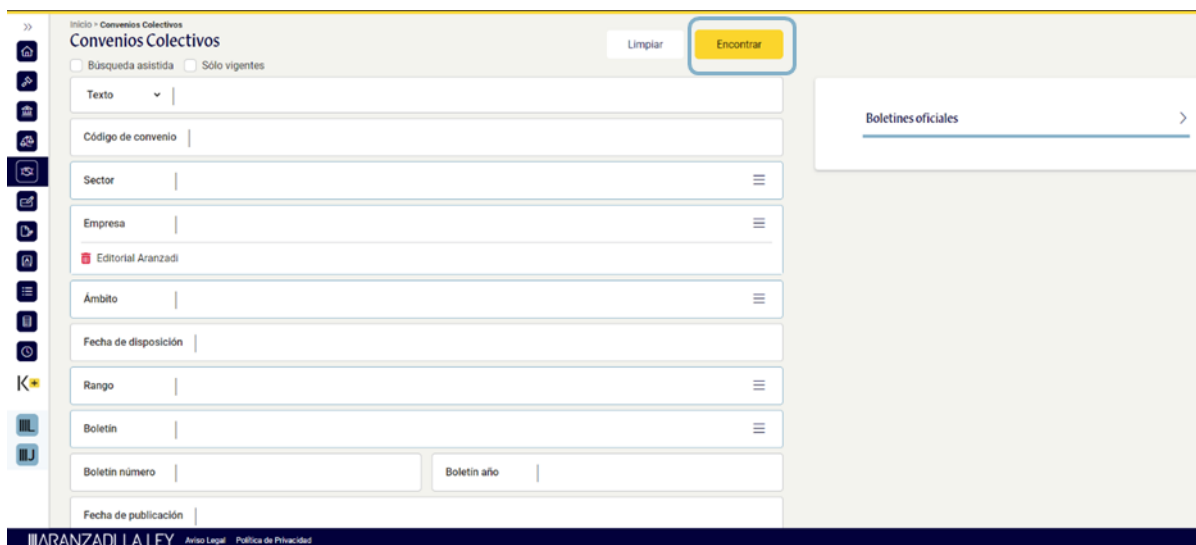 Inicio > Convenios Colectivos
Convenios Colectivos
Limpiar
Encontrar
Búsqueda asistida
Sólo vigentes
Texto
Boletines oficiales
Código de convenio
Sector
Empresa
Editorial Aranzadi
Ámbito
Fecha de disposición
K+
Rango
Boletín
Boletín número
Boletín año
Fecha de publicación
ARANZADI LA LEY Aviso Legal Política de Privacidad